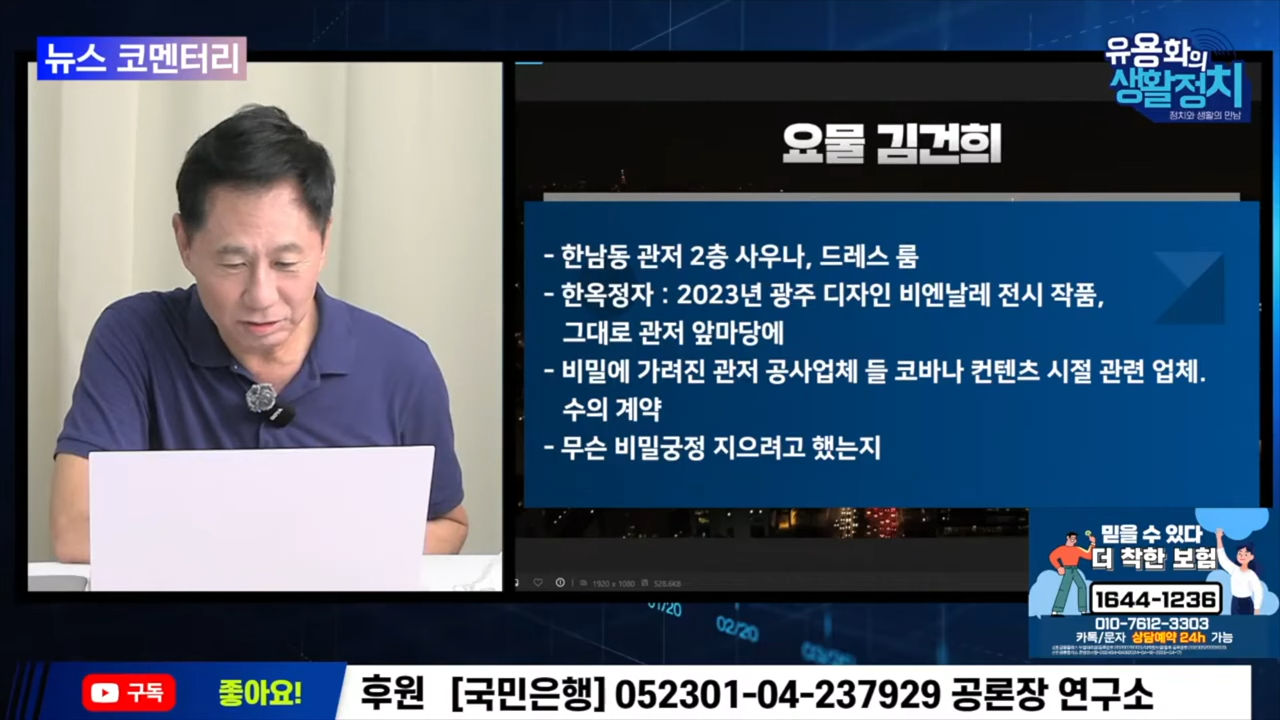 뉴스 코멘터리
유용화의
생활정치
정치와 생활의 만남
요물 김건희
- 한남동 관저 2층 사우나, 드레스 룸
- 한옥정자 : 2023년 광주 디자인 비엔날레 전시 작품,
그대로 관저 앞마당에
- 비밀에 가려진 관저 공사업체 들 코바나 컨텐츠 시절 관련 업체.
수의 계약
- 무슨 비밀궁정 지으려고 했는지
1920 x 1080
528.6KB
01/20
02/20
믿을 수 있다
더 착한 보험
1644-1236
010-7612-3303
카톡/문자 상담예약 24h 가능
구독
좋아요!
후원 [국민은행] 052301-04-237929 공론장 연구소